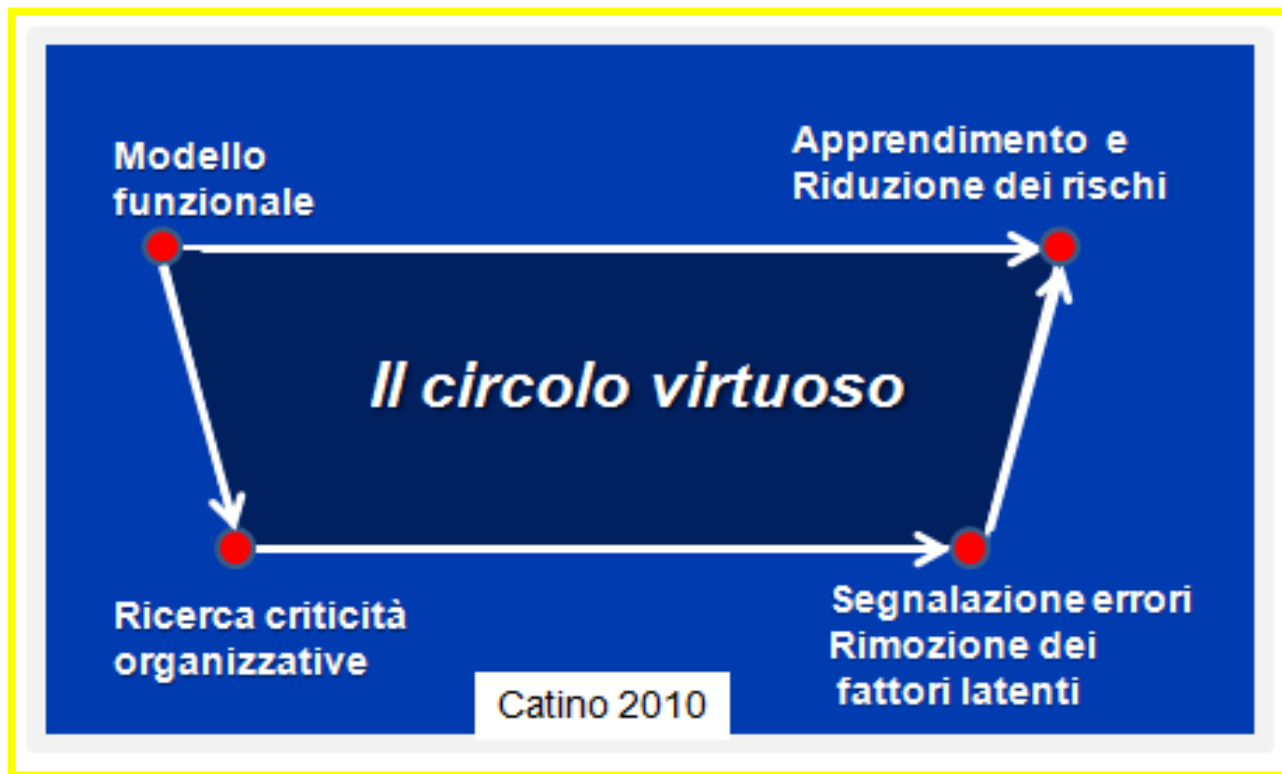 Modello
funzionale
Apprendimento e
Riduzione dei rischi
Il circolo virtuoso
Ricerca criticità
organizzative
Segnalazione errori
Rimozione dei
fattori latenti
Catino 2010